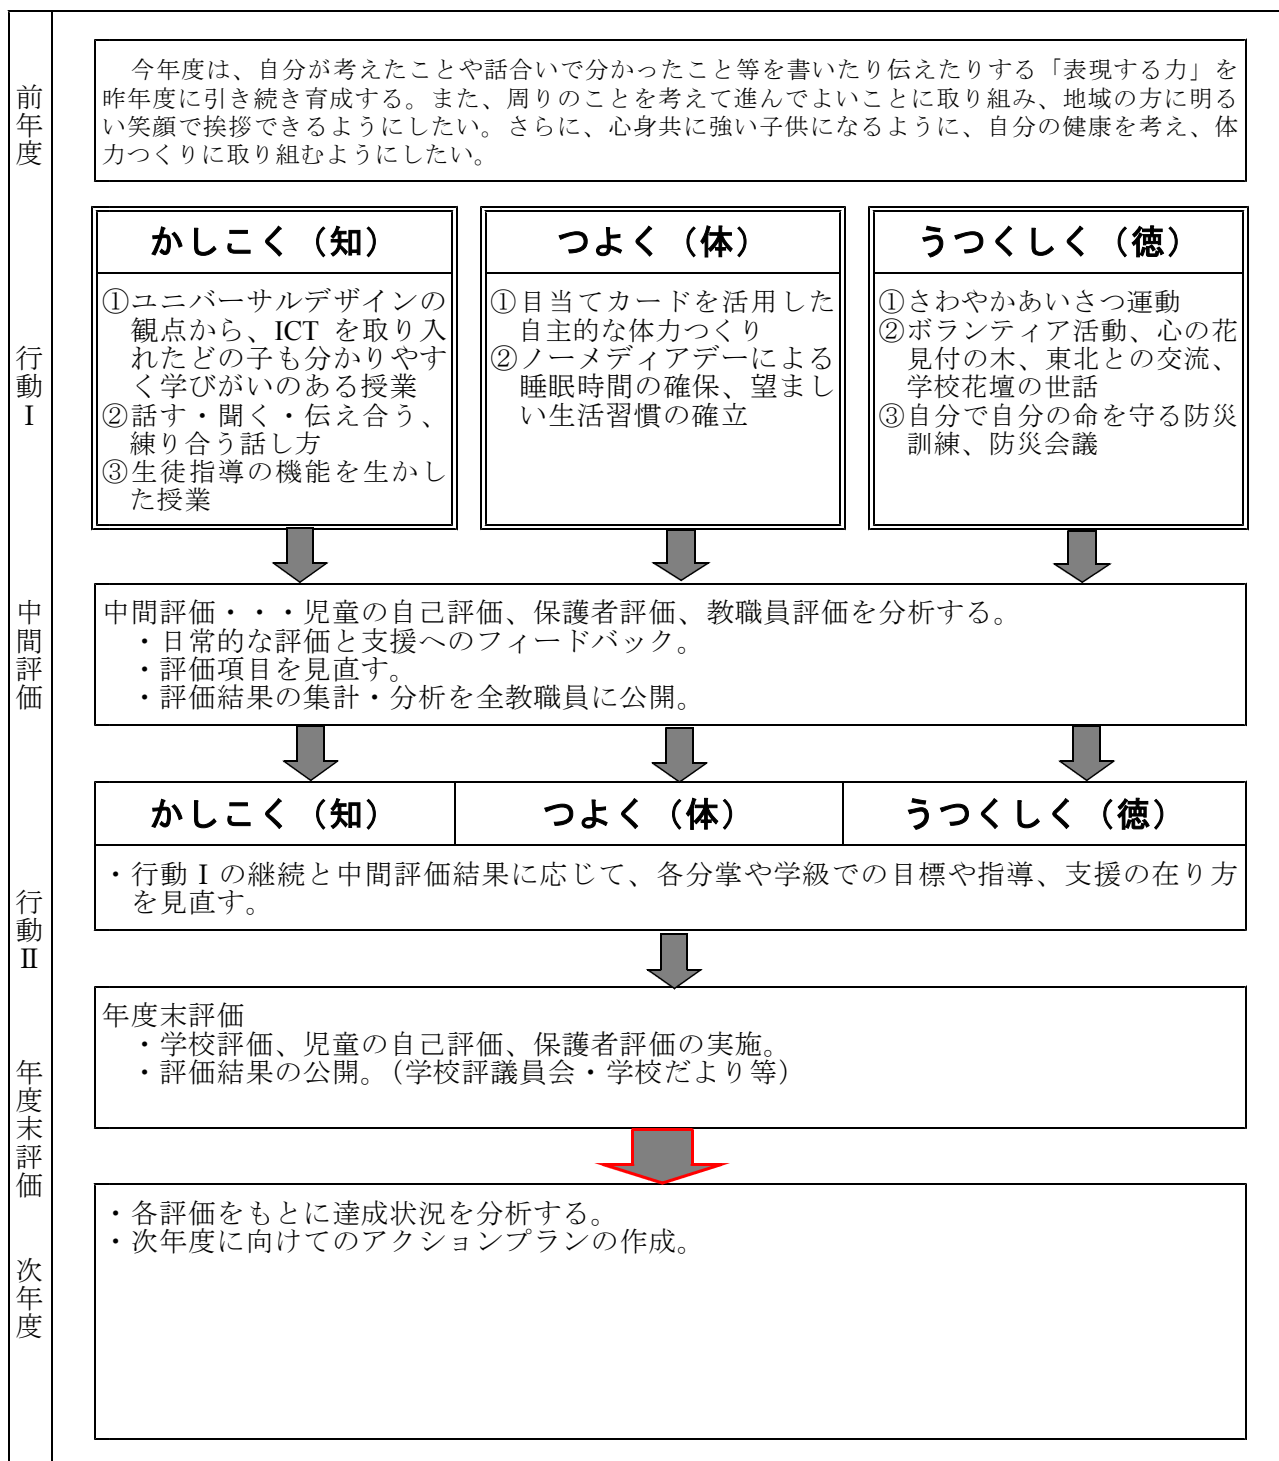 前年度
今年度は、自分が考えたことや話合いで分かったこと等を書いたり伝えたりする「表現する力」を
昨年度に引き続き育成する。また、周りのことを考えて進んでよいことに取り組み、地域の方に明る
い笑顔で挨拶できるようにしたい。さらに、心身共に強い子供になるように、自分の健康を考え、体
力つくりに取り組むようにしたい。
行動Ⅰ
かしこく（知）
①ユニバーサルデザインの
観点から、ICT を取り入
れたどの子も分かりやす
く学びがいのある授業
②話す・聞く・伝え合う、
練り合う話し方
③生徒指導の機能を生かし
た授業
つよく（体）
①目当てカードを活用した
自主的な体力つくり
②ノーメディアデーによる
睡眠時間の確保、望まし
い生活習慣の確立
うつくしく（徳）
①さわやかあいさつ運動
②ボランティア活動、心の花
見付の木、東北との交流、
学校花壇の世話
③自分で自分の命を守る防災
訓練、防災会議
中間評価
中間評価・・・児童の自己評価、保護者評価、教職員評価を分析する。
・日常的な評価と支援へのフィードバック。
・評価項目を見直す。
・評価結果の集計・分析を全教職員に公開。
行動Ⅱ
かしこく（知）
つよく（体）
うつくしく（徳）
・行動Ⅰの継続と中間評価結果に応じて、各分掌や学級での目標や指導、支援の在り方
を見直す。
年度末評価
年度末評価
・学校評価、児童の自己評価、保護者評価の実施。
・評価結果の公開。（学校評議員会・学校だより等）
次年度
・各評価をもとに達成状況を分析する。
・次年度に向けてのアクションプランの作成。